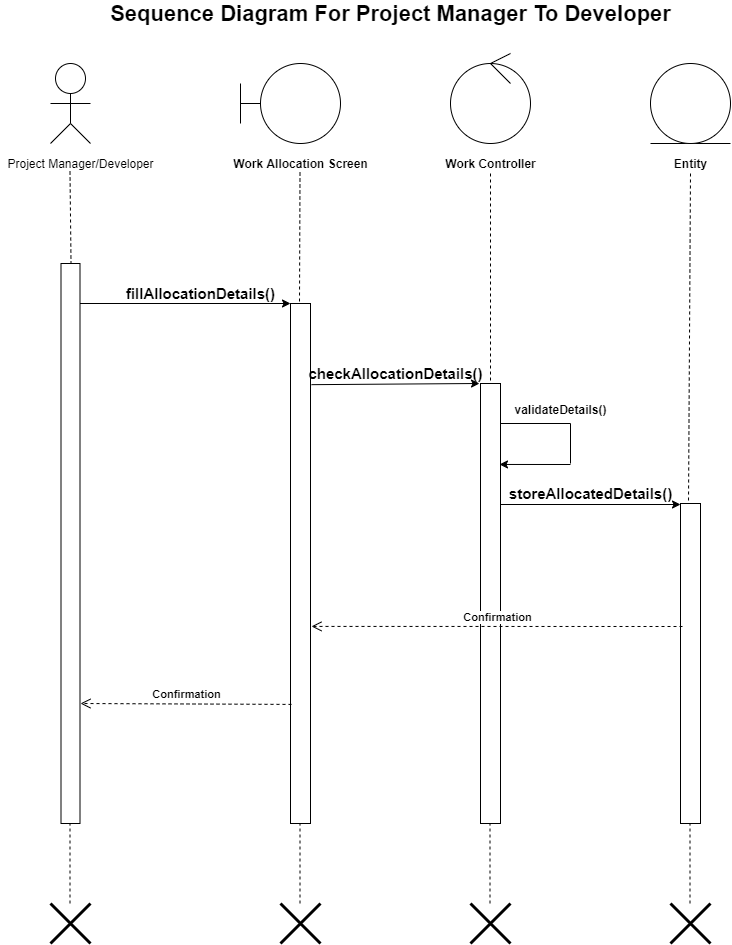 Sequence Diagram For Project Manager To Developer
Project Manager/Developer
Work Allocation Screen
Work Controller
Entity
fillAllocationDetails()
checkAllocationDetails()
validateDetails()
storeAllocatedDetails()
Confirmation
Confirmation